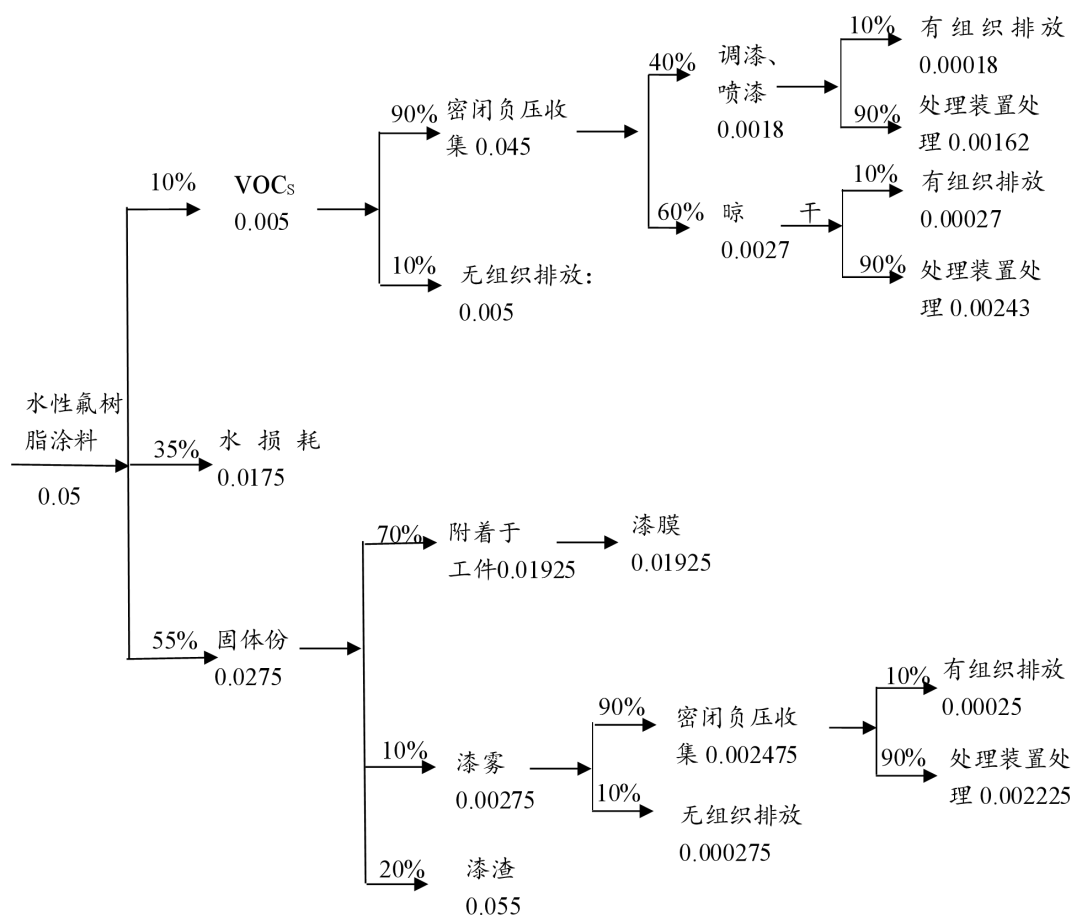 水性氟树
脂涂料
0.05
10%
VOCs
0.005
90%
密闭负压收
集 0.045
40%
调漆、
喷漆
0.0018
10%
有组织排放
0.00018
90%
处理装置处
理 0.00162
60%
晾 干
0.0027
10%
有组织排放
0.00027
90%
处理装置处
理 0.00243
10%
无组织排放：
0.005
35%
水 损 耗
0.0175
55%
固体份
0.0275
70%
附着于
工件0.01925
漆膜
0.01925
10%
漆雾
0.00275
90%
密闭负压收
集 0.002475
10%
有组织排放
0.00025
90%
处理装置处
理 0.002225
10%
无组织排放
0.000275
20%
漆渣
0.055